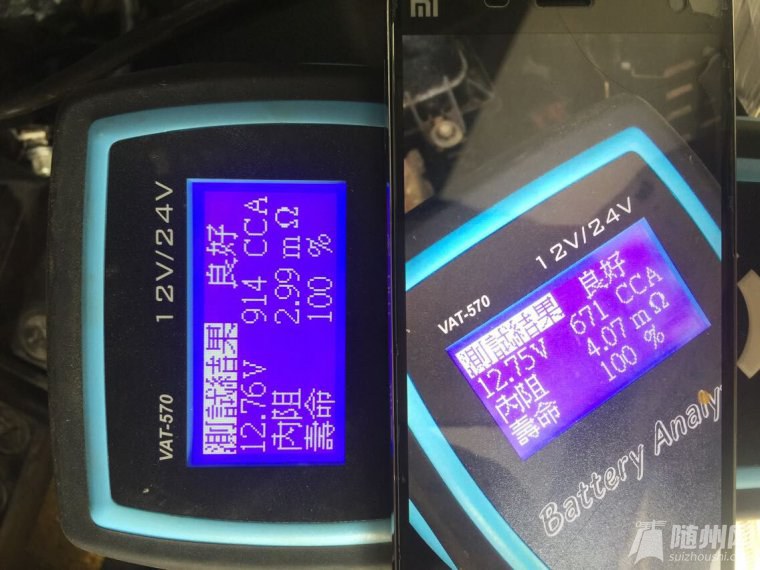 12V/24V
VAT-570
測試結果 良好
12.76V 914 CCA
內阻 2.99 mΩ
壽命 100 %
mi
12V/24V
VAT-570
測試結果 良好
12.75V 671 CCA
內阻 4.07 mΩ
壽命 100 %
Battery Analy
随州
suizhoushi.c